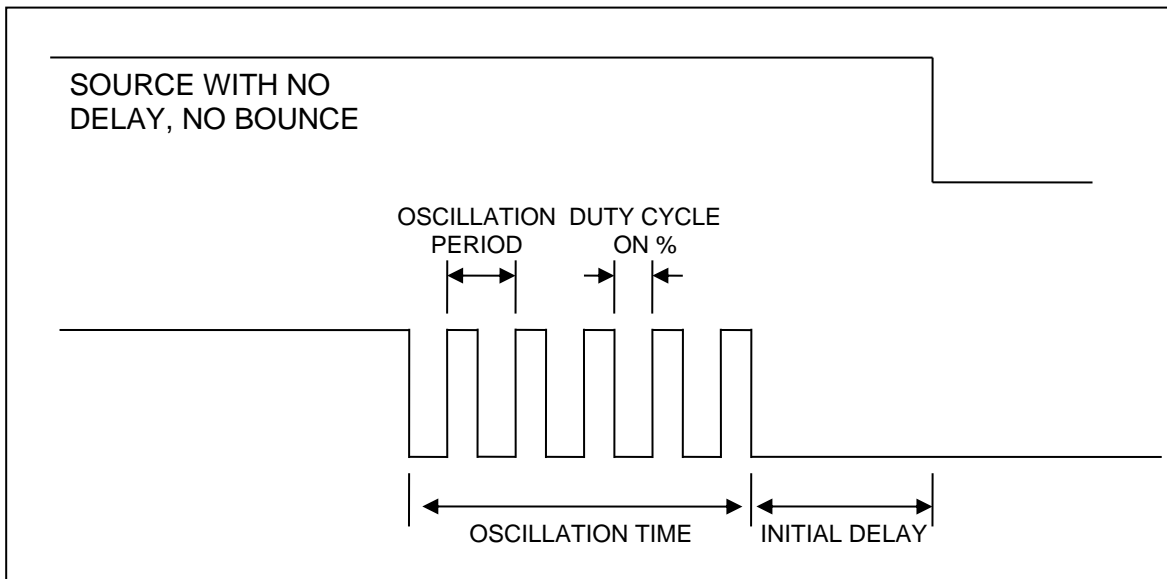 SOURCE WITH NO
DELAY, NO BOUNCE
OSCILLATION
PERIOD
DUTY CYCLE
ON %
OSCILLATION TIME
INITIAL DELAY